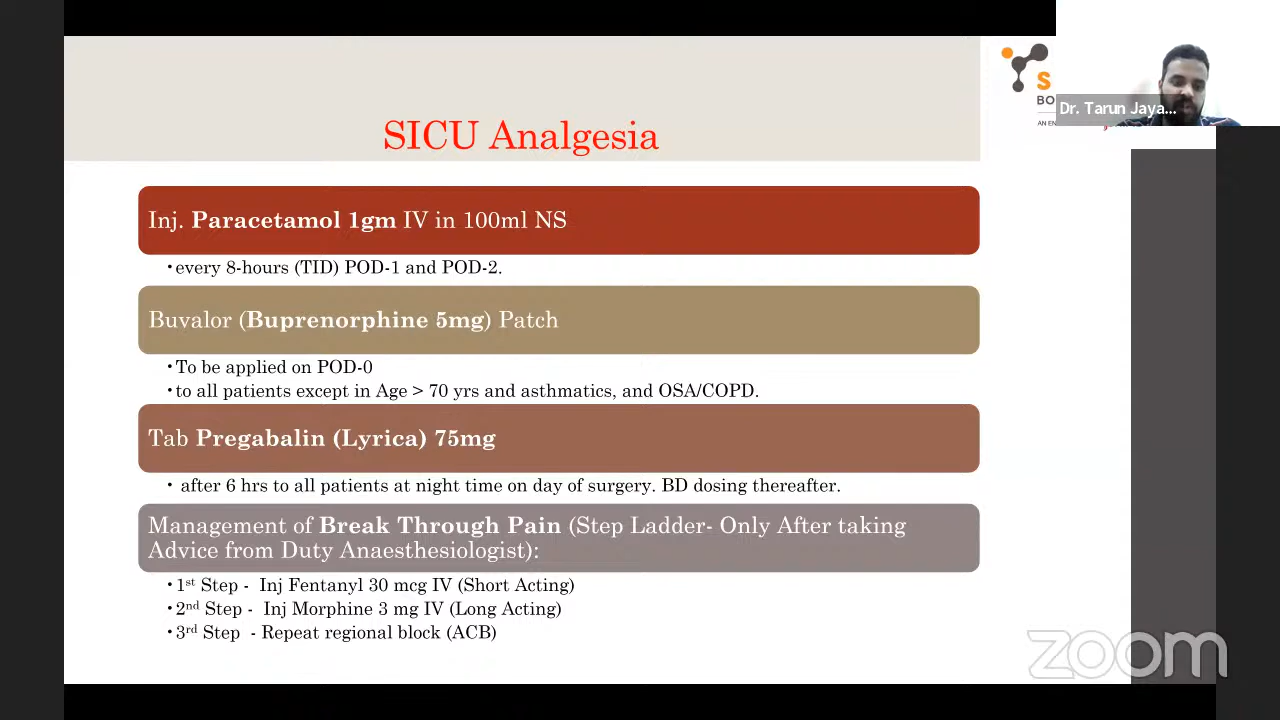 SICU Analgesia
Inj. Paracetamol 1gm IV in 100ml NS
•every 8-hours (TID) POD-1 and POD-2.
Buvalor (Buprenorphine 5mg) Patch
•To be applied on POD-0
•to all patients except in Age > 70 yrs and asthmatics, and OSA/COPD.
Tab Pregabalin (Lyrica) 75mg
• after 6 hrs to all patients at night time on day of surgery. BD dosing thereafter.
Management of Break Through Pain (Step Ladder- Only After taking
Advice from Duty Anaesthesiologist):
•1st Step - Inj Fentanyl 30 mcg IV (Short Acting)
•2nd Step - Inj Morphine 3 mg IV (Long Acting)
•3rd Step - Repeat regional block (ACB)
S
BO
AN EN
Dr. Tarun Jaya...
zoom